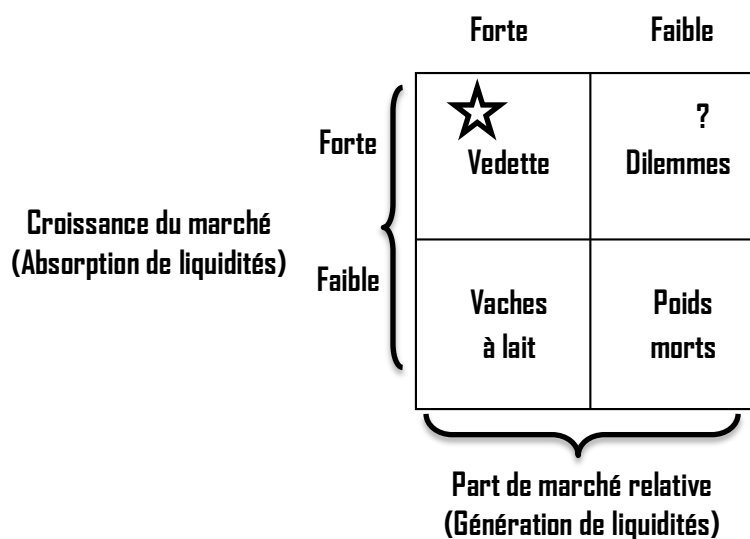 Forte Faible
Forte
?
Vedette Dilemmes
Croissance du marché
(Absorption de liquidités)
Faible
Vaches
à lait
Poids
morts
Part de marché relative
(Génération de liquidités)